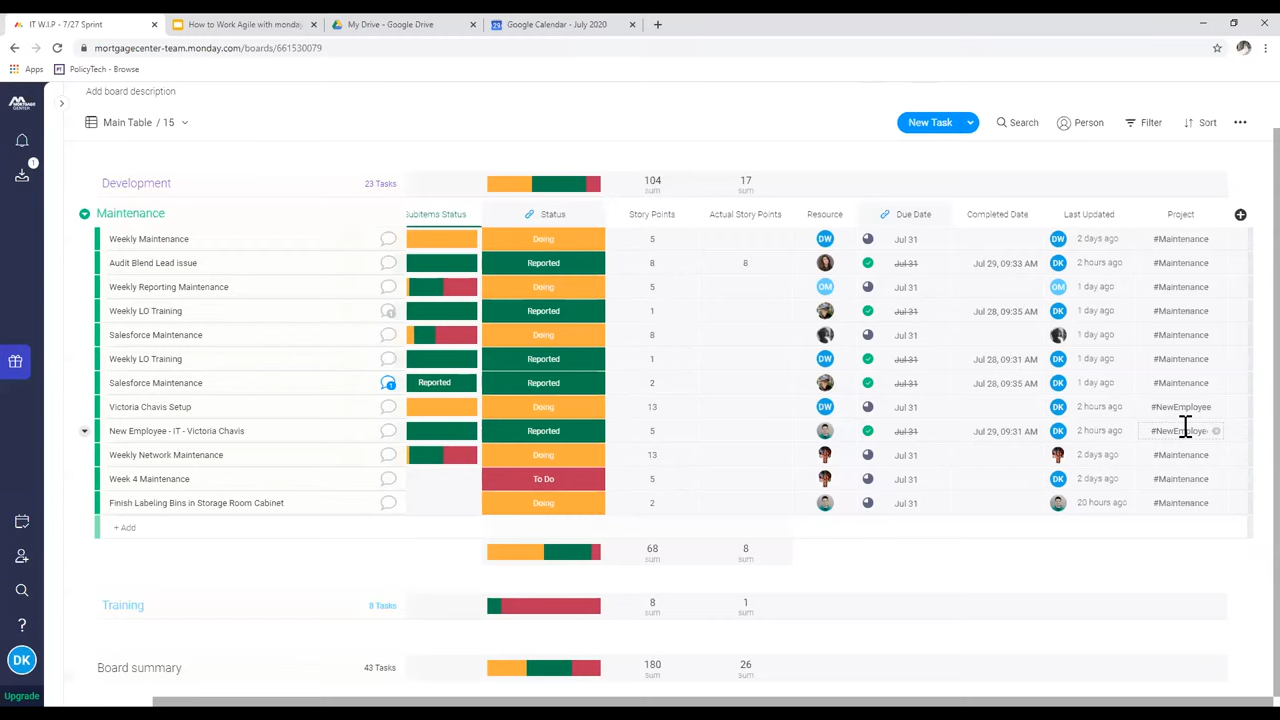 IT W.I.P - 7/27 Sprint
How to Work Agile with monda
My Drive - Google Drive
Google Calendar - July 2020
mortgagecenter-team.monday.com/boards/661530079
Apps
PolicyTech - Browse
Add board description
Main Table / 15
New Task
Search
Person
Filter
Sort
Development 23 Tasks 104 sum 17 sum
Maintenance Subitems Status Status Story Points Actual Story Points Resource Due Date Completed Date Last Updated Project
Weekly Maintenance Doing 5 DW Jul 31 DW 2 days ago #Maintenance
Audit Blend Lead issue Reported 8 8 Jul 31 Jul 29, 09:33 AM DK 2 hours ago #Maintenance
Weekly Reporting Maintenance Doing 5 OM Jul 31 OM 1 day ago #Maintenance
Weekly LO Training 1 Reported 1 Jul 31 Jul 28, 09:35 AM DK 1 day ago #Maintenance
Salesforce Maintenance Doing 8 Jul 31 1 day ago #Maintenance
Weekly LO Training Reported 1 DW Jul 31 Jul 28, 09:31 AM DK 1 day ago #Maintenance
Salesforce Maintenance 1 Reported Reported 2 Jul 31 Jul 28, 09:35 AM DK 1 day ago #Maintenance
Victoria Chavis Setup Doing 13 DW Jul 31 DK 2 hours ago #NewEmployee
New Employee - IT - Victoria Chavis Reported 5 Jul 31 Jul 29, 09:31 AM DK 2 hours ago #NewEmploye
Weekly Network Maintenance Doing 13 Jul 31 2 days ago #Maintenance
Week 4 Maintenance To Do 5 Jul 31 DK 2 days ago #Maintenance
Finish Labeling Bins in Storage Room Cabinet Doing 2 Jul 31 20 hours ago #Maintenance
+ Add
68 sum 8 sum
Training 8 Tasks 8 sum 1 sum
Board summary 43 Tasks 180 sum 26 sum
1
DK
Upgrade